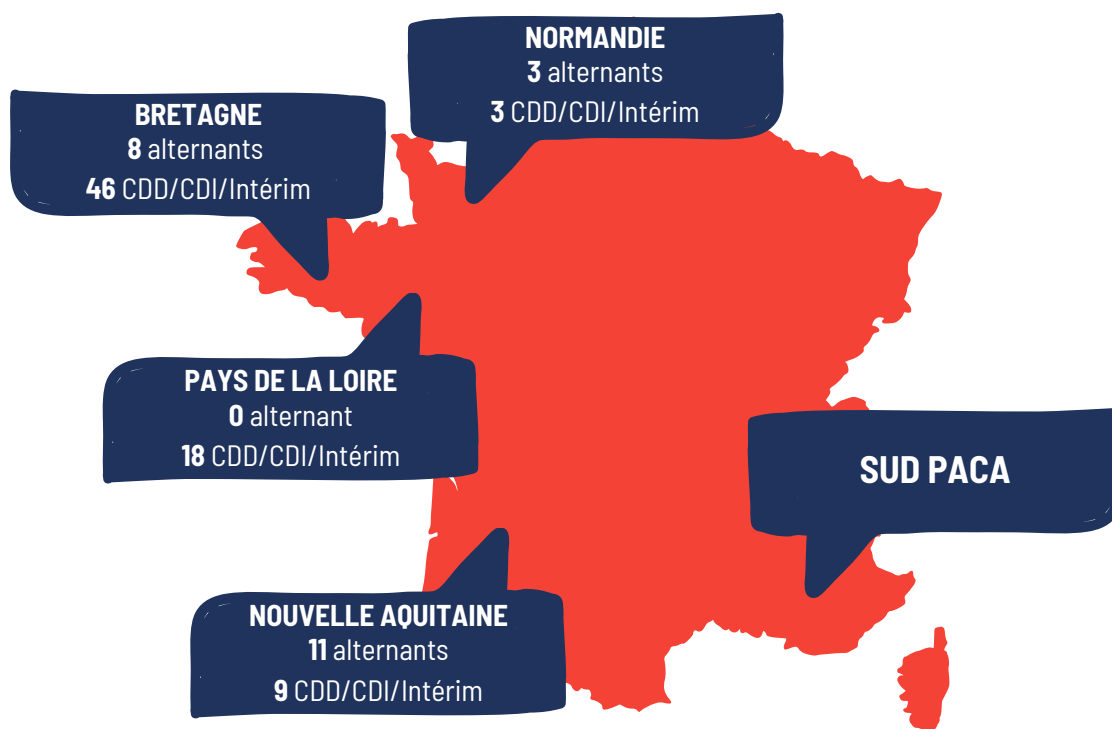 NORMANDIE
3 alternants
3 CDD/CDI/Intérim
BRETAGNE
8 alternants
46 CDD/CDI/Intérim
PAYS DE LA LOIRE
0 alternant
18 CDD/CDI/Intérim
SUD PACA
NOUVELLE AQUITAINE
11 alternants
9 CDD/CDI/Intérim